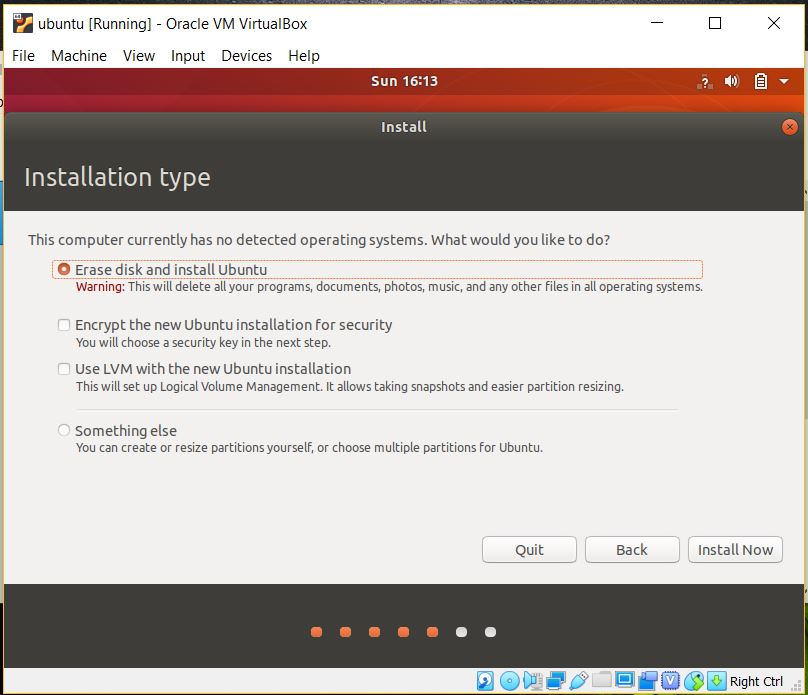 ubuntu [Running] - Oracle VM VirtualBox
File Machine View Input Devices Help
Sun 16:13
?
Install
Installation type
This computer currently has no detected operating systems. What would you like to do?
Erase disk and install Ubuntu
Warning: This will delete all your programs, documents, photos, music, and any other files in all operating systems.
Encrypt the new Ubuntu installation for security
You will choose a security key in the next step.
Use LVM with the new Ubuntu installation
This will set up Logical Volume Management. It allows taking snapshots and easier partition resizing.
Something else
You can create or resize partitions yourself, or choose multiple partitions for Ubuntu.
Quit Back Install Now
V
Right Ctrl